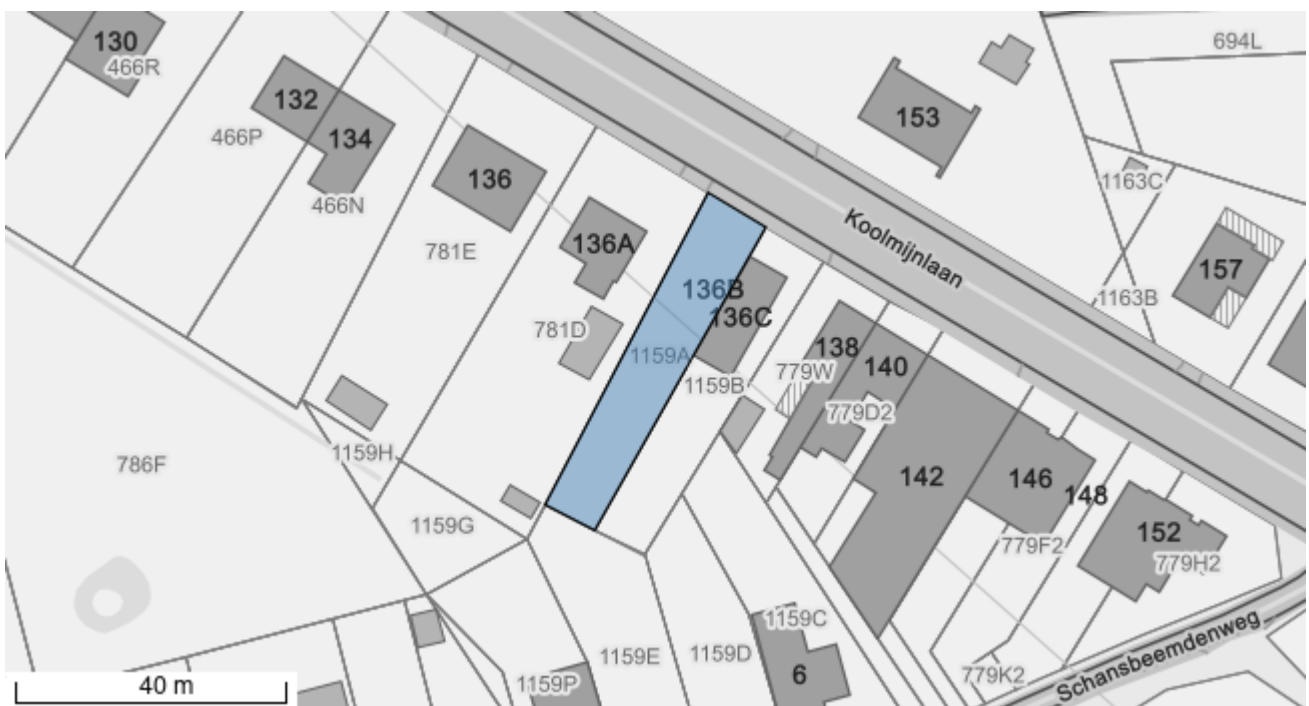 694L
130
466R
132
153
466P
134
136
1163C
466N
136A
Koolmijnlaan
781E
157
136B
1163B
136C
781D
138
1159A
140
779W
1159B
779D2
1159H
786F
142
146
148
1159G
152
779F2
779H2
1159C
1159E
1159D
Schansbeemdenweg
779K2
6
1159P
40 m